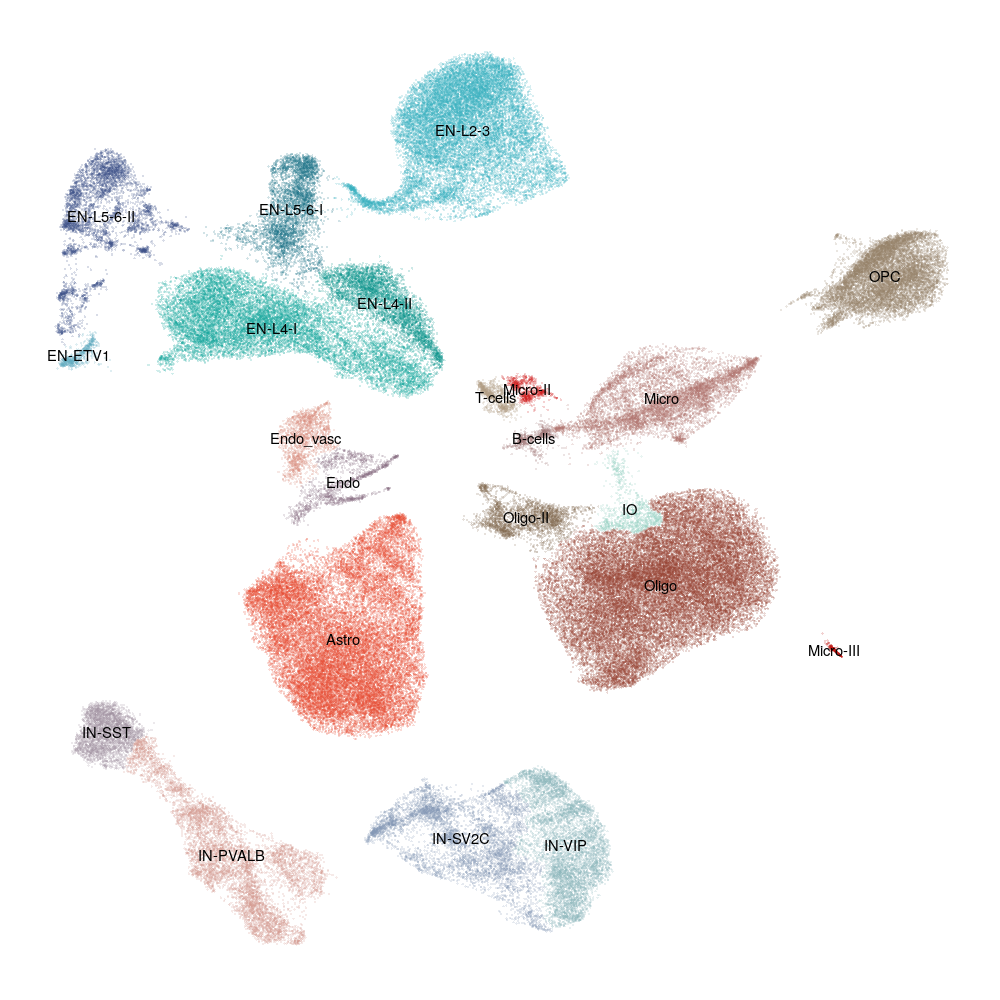 EN-L2-3
EN-L5-6-I
EN-L5-6-II
OPC
EN-L4-II
EN-L4-I
EN-ETV1
Micro-II
T-cells
Micro
Endo_vasc
B-cells
Endo
IO
Oligo-II
Oligo
Astro
Micro-III
IN-SST
IN-SV2C
IN-VIP
IN-PVALB